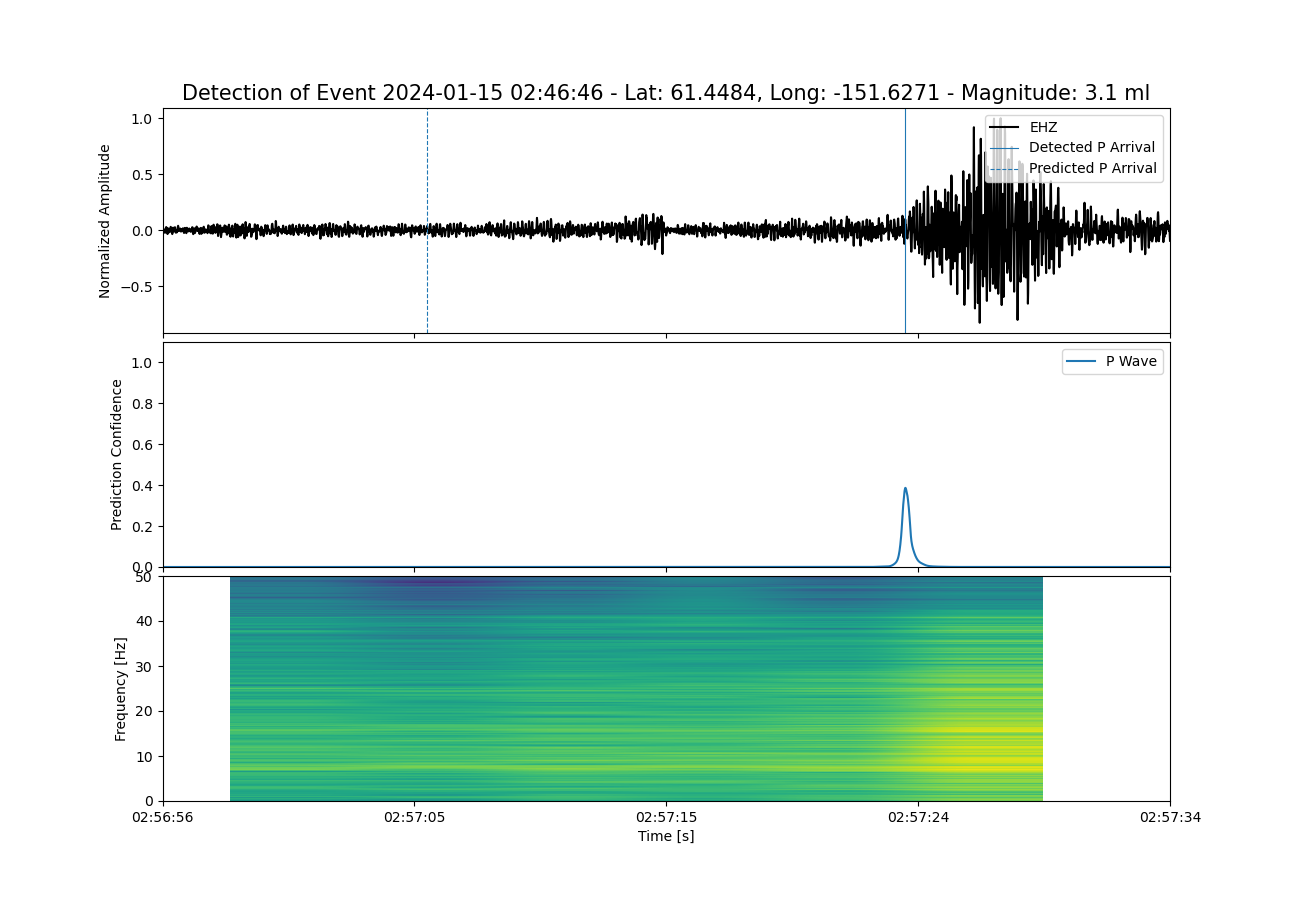 Detection of Event 2024-01-15 02:46:46 - Lat: 61.4484, Long: -151.6271 - Magnitude: 3.1 ml
1.0
0.5
0.0
−0.5
Normalized Amplitude
EHZ
Detected P Arrival
Predicted P Arrival
1.0
0.8
0.6
0.4
0.2
0.0
Prediction Confidence
P Wave
50
40
30
20
10
0
Frequency [Hz]
02:56:56
02:57:05
02:57:15
02:57:24
02:57:34
Time [s]